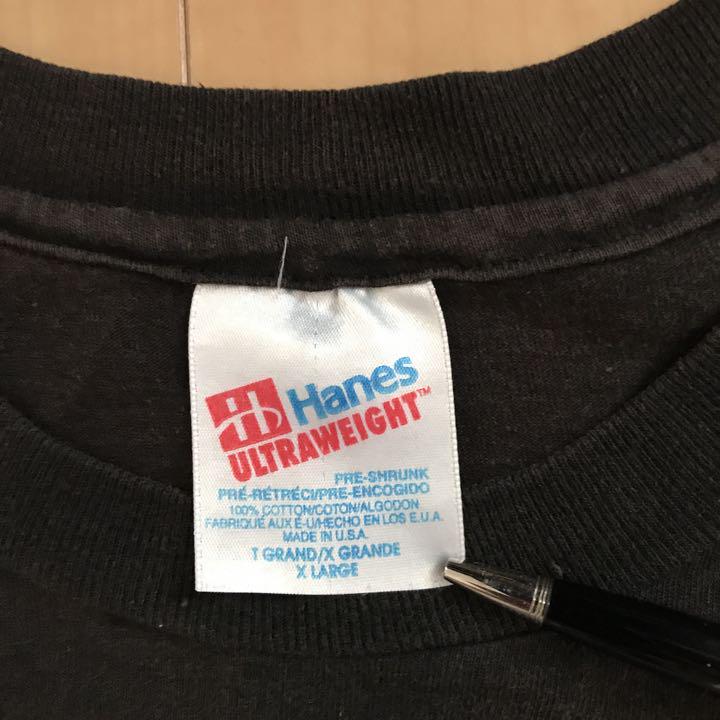 Hanes
ULTRAWEIGHT™
PRE-SHRUNK
PRÉ-RÉTRÉCI/PRE-ENCOGIDO
100% COTTON/COTON/ALGODON
FABRIQUÉ AUX E-U/HECHO EN LOS E.U.A.
MADE IN U.S.A.
T GRAND/X GRANDE
X LARGE